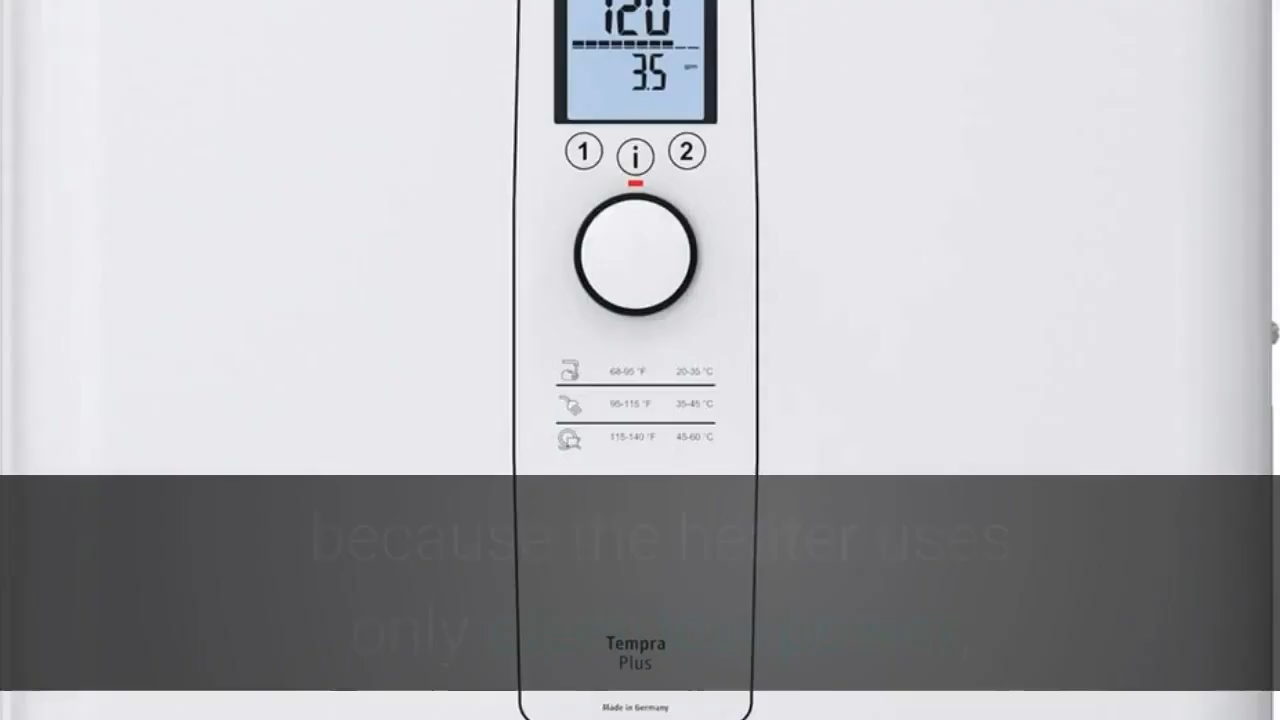 120
3.5 gpm
1 i 2
68-95 °F 20-35 °C
95-115 °F 35-45 °C
115-140 °F 45-60 °C
because the heater uses
only
Tempra
Plus
Made in Germany